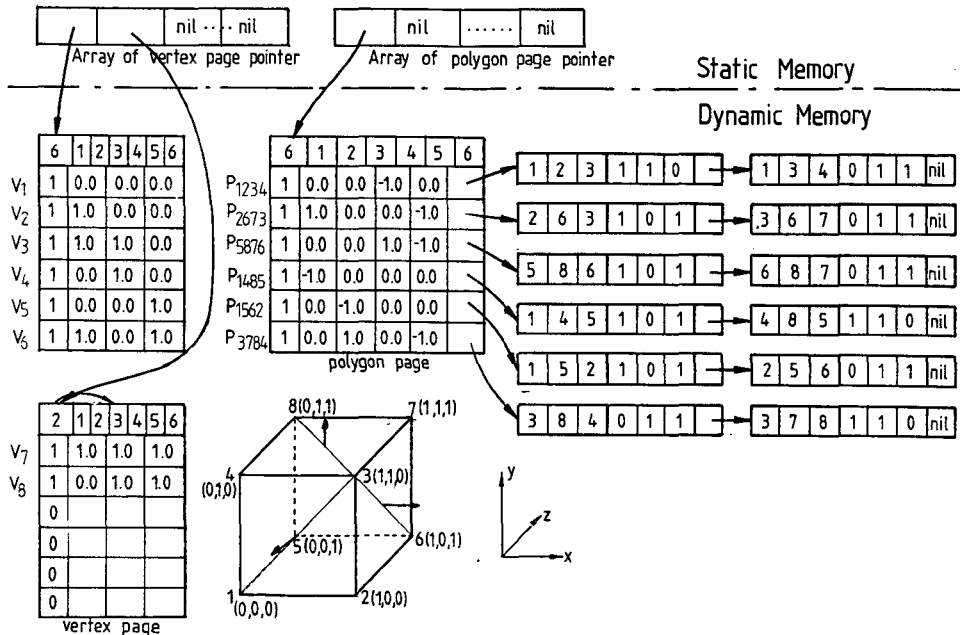 nil ..... nil
Array of vertex page pointer
nil ...... nil
Array of polygon page pointer
Static Memory
Dynamic Memory
6 1 2 3 4 5 6
V1 1 0.0 0.0 0.0
V2 1 1.0 0.0 0.0
V3 1 1.0 1.0 0.0
V4 1 0.0 1.0 0.0
V5 1 0.0 0.0 1.0
V6 1 1.0 0.0 1.0
6 1 2 3 4 5 6
P1234 1 0.0 0.0 -1.0 0.0
P2673 1 1.0 0.0 0.0 -1.0
P5876 1 0.0 0.0 1.0 -1.0
P1485 1 -1.0 0.0 0.0 0.0
P1562 1 0.0 -1.0 0.0 0.0
P3784 1 0.0 1.0 0.0 -1.0
polygon page
1 2 3 1 1 0
1 3 4 0 1 1 nil
2 6 3 1 0 1
3 6 7 0 1 1 nil
5 8 6 1 0 1
6 8 7 0 1 1 nil
1 4 5 1 0 1
4 8 5 1 1 0 nil
1 5 2 1 0 1
2 5 6 0 1 1 nil
3 8 4 0 1 1
3 7 8 1 1 0 nil
2 1 2 3 4 5 6
V7 1 1.0 1.0 1.0
V8 1 0.0 1.0 1.0
0
0
0
0
vertex page
8(0,1,1)
7(1,1,1)
4
(0,1,0)
3(1,1,0)
5(0,0,1)
6(1,0,1)
1
(0,0,0)
2(1,0,0)
y
z
x